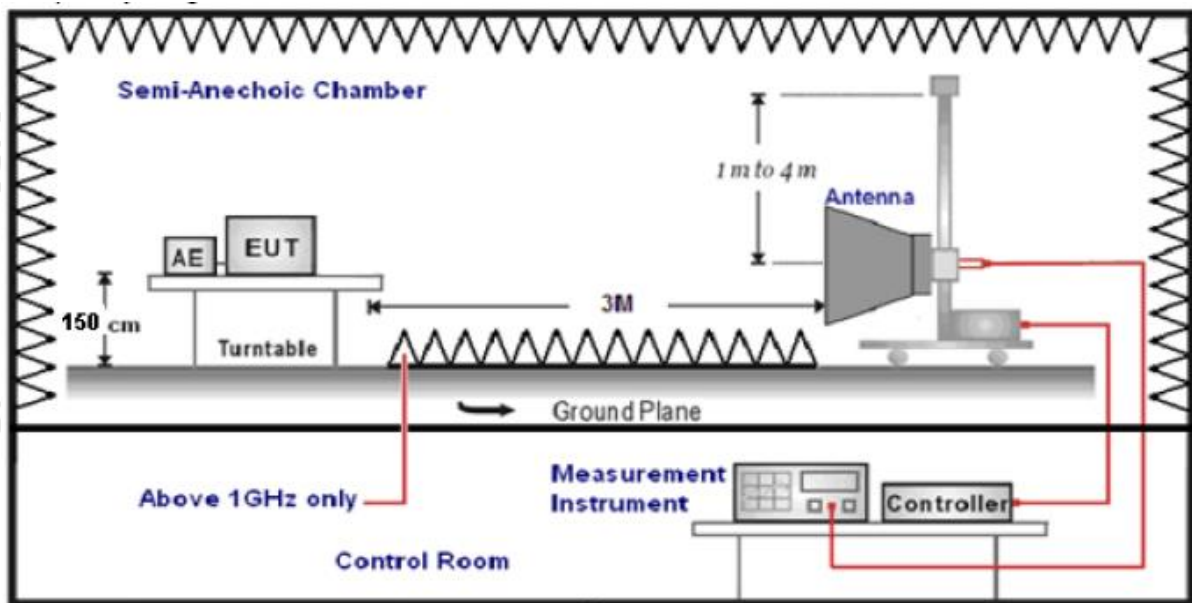 Semi-Anechoic Chamber
1 m to 4 m
Antenna
AE
EUT
3M
150 cm
Turntable
Ground Plane
Above 1GHz only
Measurement
Instrument
Controller
Control Room